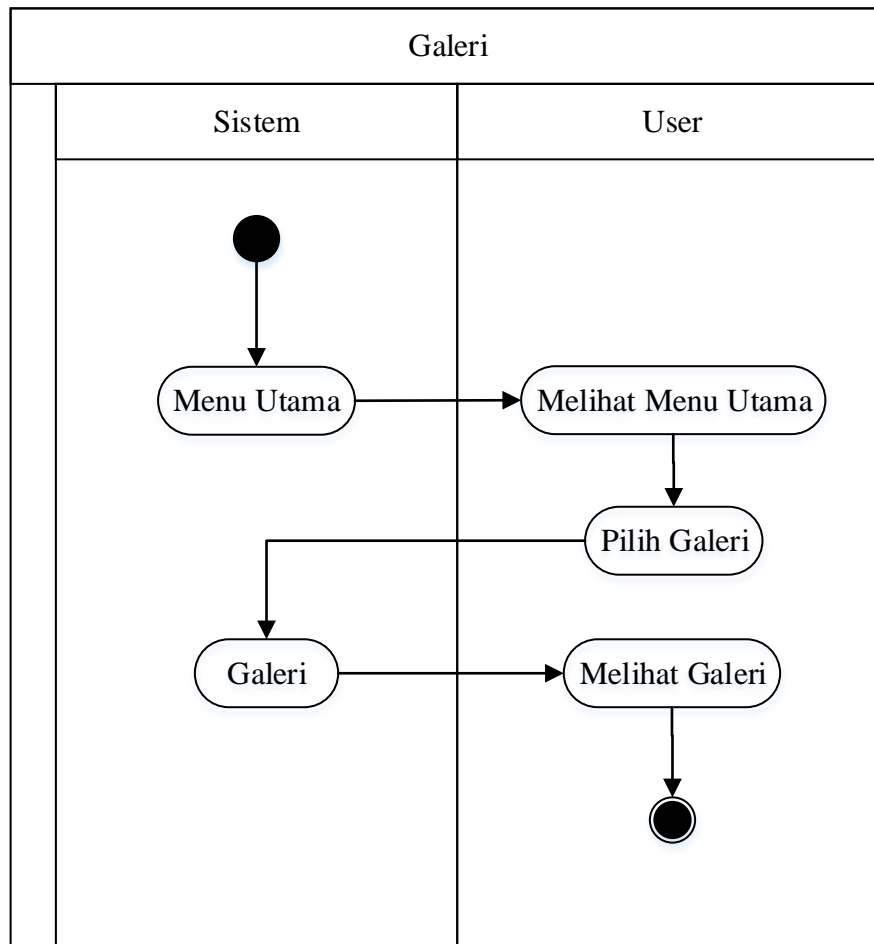 Galeri
Sistem
User
Menu Utama
Melihat Menu Utama
Pilih Galeri
Galeri
Melihat Galeri